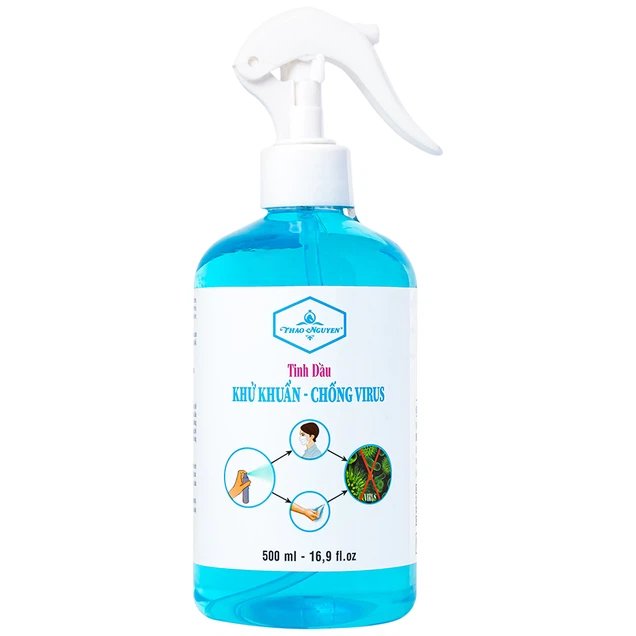 THAO NGUYEN
Tinh Dầu
KHỬ KHUẨN - CHỐNG VIRUS
VIRUS
500 ml - 16,9 fl.oz